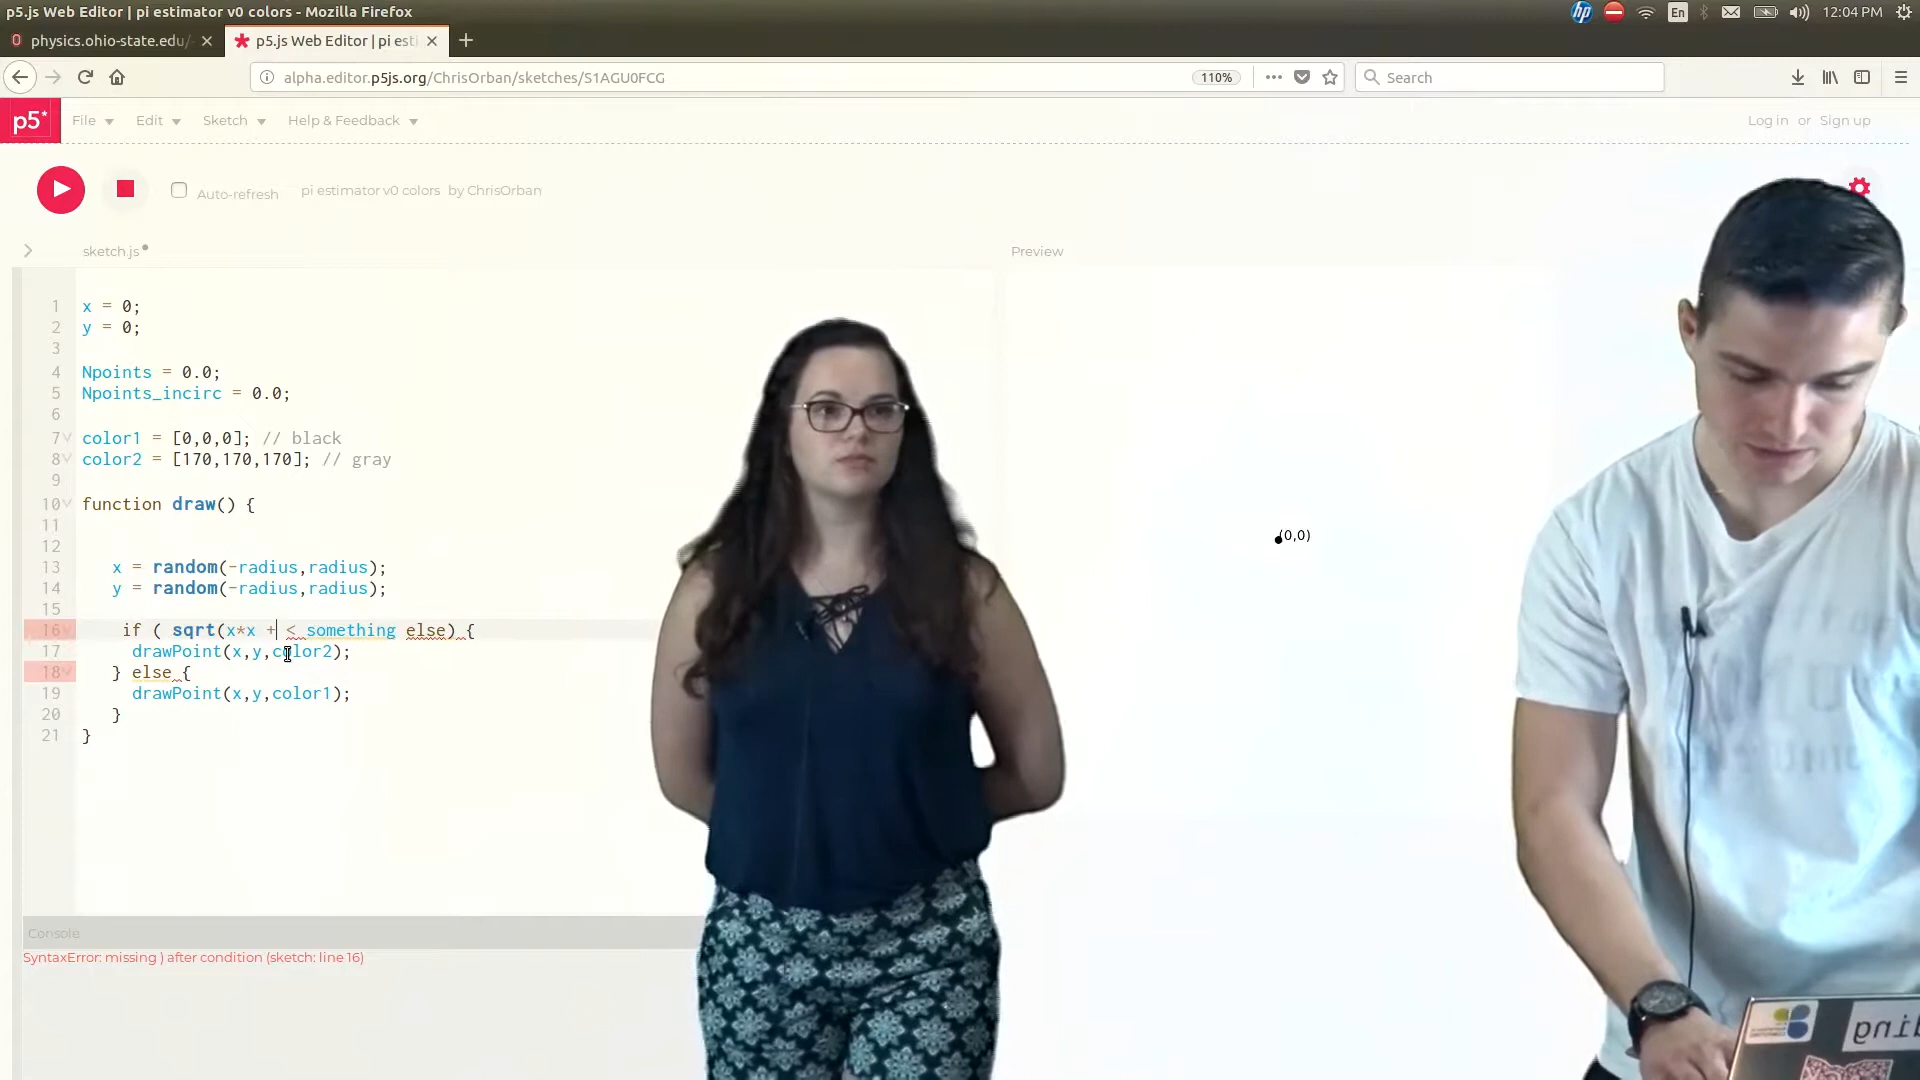 p5.js Web Editor | pi estimator v0 colors - Mozilla Firefox
hp En 12:04 PM
physics.ohio-state.edu/
p5.js Web Editor | pi esti
alpha.editor.p5js.org/ChrisOrban/sketches/S1AGU0FCG 110% Search
p5* File Edit Sketch Help & Feedback Log in or Sign up
Auto-refresh pi estimator v0 colors by ChrisOrban
sketch.js Preview
1 x = 0;
2 y = 0;
3
4 Npoints = 0.0;
5 Npoints_incirc = 0.0;
6
7 color1 = [0,0,0]; // black
8 color2 = [170,170,170]; // gray
9
10 function draw() {
11
12
(0,0)
13 x = random(-radius,radius);
14 y = random(-radius,radius);
15
16 if ( sqrt(x*x + < something else) {
17 drawPoint(x,y,color2);
18 } else {
19 drawPoint(x,y,color1);
20 }
21 }
Console
SyntaxError: missing ) after condition (sketch: line 16)